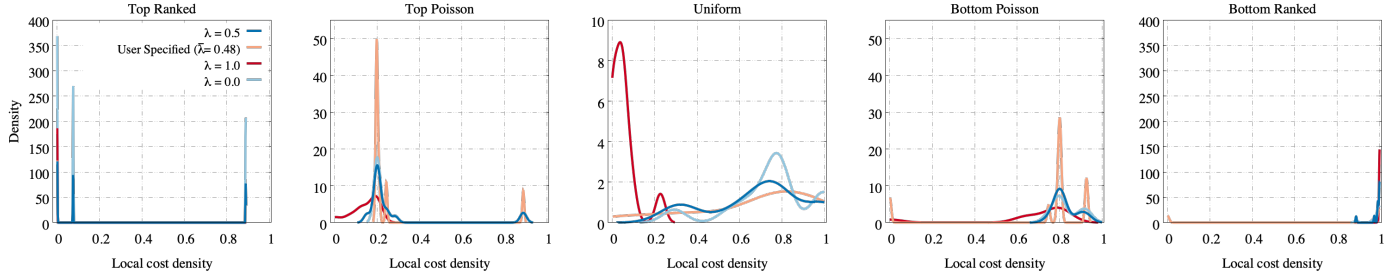 Top Ranked
Top Poisson
Uniform
Bottom Poisson
Bottom Ranked
Density
400
350
300
250
200
150
100
50
0
0 0.2 0.4 0.6 0.8 1
Local cost density
λ = 0.5
User Specified (λ̄= 0.48)
λ = 1.0
λ = 0.0
50
40
30
20
10
0
0 0.2 0.4 0.6 0.8 1
Local cost density
10
8
6
4
2
0
0 0.2 0.4 0.6 0.8 1
Local cost density
50
40
30
20
10
0
0 0.2 0.4 0.6 0.8 1
Local cost density
400
350
300
250
200
150
100
50
0
0 0.2 0.4 0.6 0.8 1
Local cost density